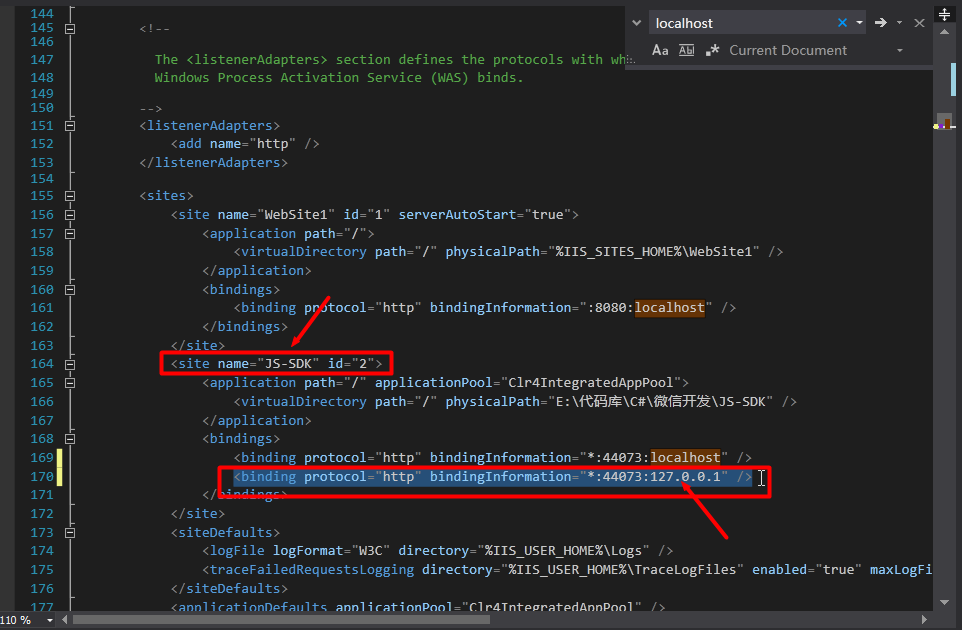 localhost
Aa Ab .* Current Document
144
145 <!--
146
147 The <listenerAdapters> section defines the protocols with wh
148 Windows Process Activation Service (WAS) binds.
149
150 -->
151 <listenerAdapters>
152 <add name="http" />
153 </listenerAdapters>
154
155 <sites>
156 <site name="WebSite1" id="1" serverAutoStart="true">
157 <application path="/">
158 <virtualDirectory path="/" physicalPath="%IIS_SITES_HOME%\WebSite1" />
159 </application>
160 <bindings>
161 <binding protocol="http" bindingInformation=":8080:localhost" />
162 </bindings>
163 </site>
164 <site name="JS-SDK" id="2">
165 <application path="/" applicationPool="Clr4IntegratedAppPool">
166 <virtualDirectory path="/" physicalPath="E:\代码库\C#\微信开发\JS-SDK" />
167 </application>
168 <bindings>
169 <binding protocol="http" bindingInformation="*:44073:localhost" />
170 <binding protocol="http" bindingInformation="*:44073:127.0.0.1" />
171 </bindings>
172 </site>
173 <siteDefaults>
174 <logFile logFormat="W3C" directory="%IIS_USER_HOME%\Logs" />
175 <traceFailedRequestsLogging directory="%IIS_USER_HOME%\TraceLogFiles" enabled="true" maxLogFi
176 </siteDefaults>
177 <applicationDefaults applicationPool="Clr4IntegratedAppPool" />
110 %